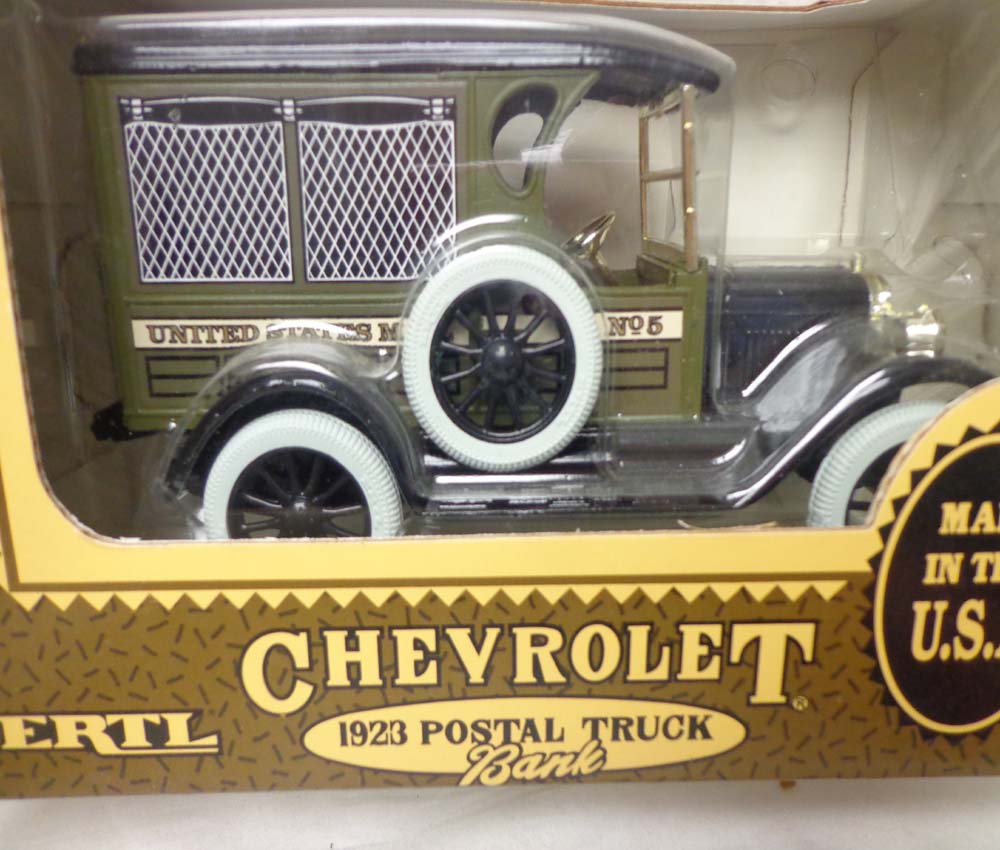 UNITED STATES M No 5
MA
IN TH
U.S.
CHEVROLET®
ERTL
1923 POSTAL TRUCK
Bank